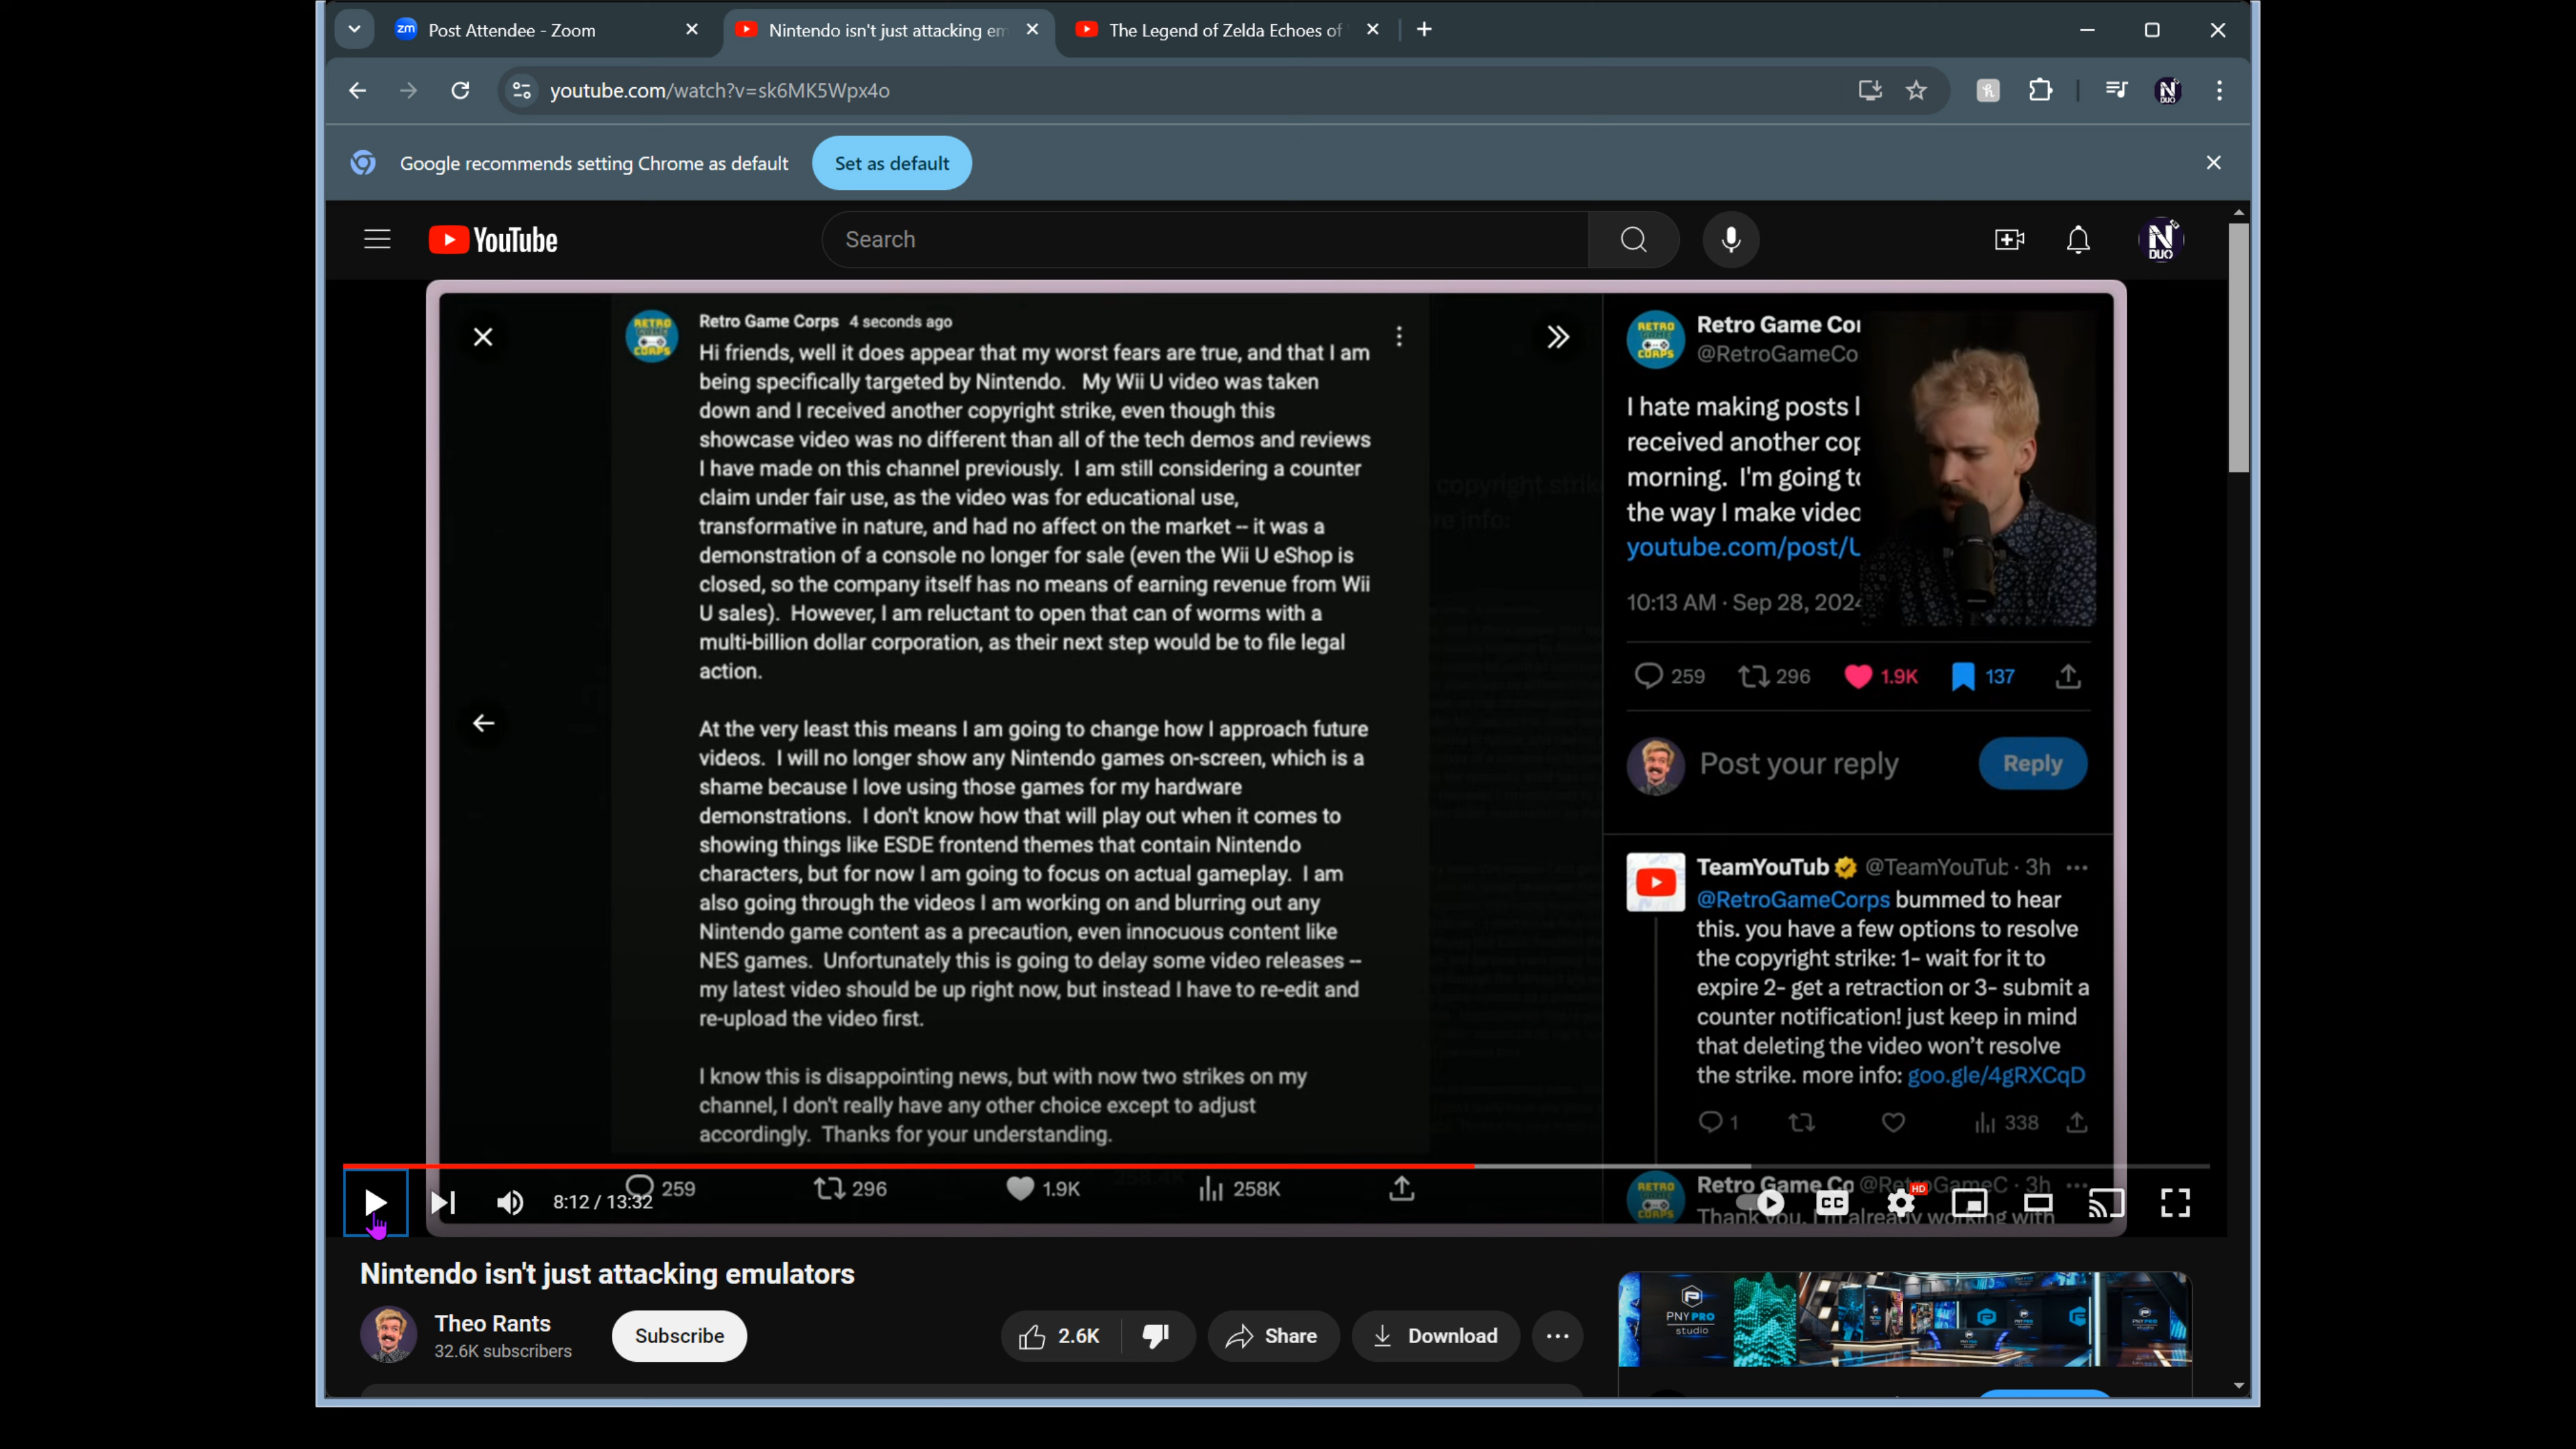 zm Post Attendee - Zoom
Nintendo isn't just attacking em
The Legend of Zelda Echoes of
youtube.com/watch?v=sk6MK5Wpx4o
N DUO
Google recommends setting Chrome as default
Set as default
YouTube
Search
N
DUO
RETRO GAME CORPS
Retro Game Corps 4 seconds ago
Hi friends, well it does appear that my worst fears are true, and that I am
being specifically targeted by Nintendo. My Wii U video was taken
down and I received another copyright strike, even though this
showcase video was no different than all of the tech demos and reviews
I have made on this channel previously. I am still considering a counter
claim under fair use, as the video was for educational use,
transformative in nature, and had no affect on the market -- it was a
demonstration of a console no longer for sale (even the Wii U eShop is
closed, so the company itself has no means of earning revenue from Wii
U sales). However, I am reluctant to open that can of worms with a
multi-billion dollar corporation, as their next step would be to file legal
action.
At the very least this means I am going to change how I approach future
videos. I will no longer show any Nintendo games on-screen, which is a
shame because I love using those games for my hardware
demonstrations. I don't know how that will play out when it comes to
showing things like ESDE frontend themes that contain Nintendo
characters, but for now I am going to focus on actual gameplay. I am
also going through the videos I am working on and blurring out any
Nintendo game content as a precaution, even innocuous content like
NES games. Unfortunately this is going to delay some video releases --
my latest video should be up right now, but instead I have to re-edit and
re-upload the video first.
I know this is disappointing news, but with now two strikes on my
channel, I don't really have any other choice except to adjust
accordingly. Thanks for your understanding.
259 296 1.9K 258K
copyright strik
re info:
RETRO GAME CORPS
Retro Game Co
@RetroGameCo
I hate making posts
received another cop
morning. I'm going to
the way I make video
youtube.com/post/U
10:13 AM · Sep 28, 2024
259 296 1.9K 137
Post your reply
Reply
TeamYouTub @TeamYouTub · 3h
@RetroGameCorps bummed to hear
this. you have a few options to resolve
the copyright strike: 1- wait for it to
expire 2- get a retraction or 3- submit a
counter notification! just keep in mind
that deleting the video won't resolve
the strike. more info: goo.gle/4gRXCqD
1 338
RETRO GAME CORPS
Retro Game Co @RetroGameC · 3h
Thank you. I'm already working with
8:12 / 13:32
CC
HD
Nintendo isn't just attacking emulators
Theo Rants
32.6K subscribers
Subscribe
2.6K
Share
Download
PNY PRO
studio